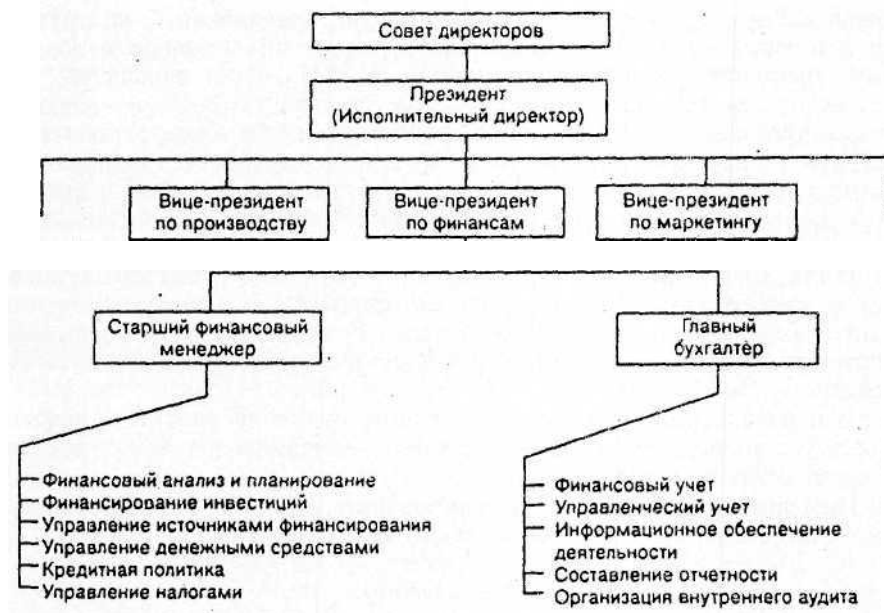 Совет директоров
Президент
(Исполнительный директор)
Вице-президент
по производству
Вице-президент
по финансам
Вице-президент
по маркетингу
Старший финансовый
менеджер
Главный
бухгалтер
Финансовый анализ и планирование
Финансирование инвестиций
Управление источниками финансирования
Управление денежными средствами
Кредитная политика
Управление налогами
Финансовый учет
Управленческий учет
Информационное обеспечение
деятельности
Составление отчетности
Организация внутреннего аудита